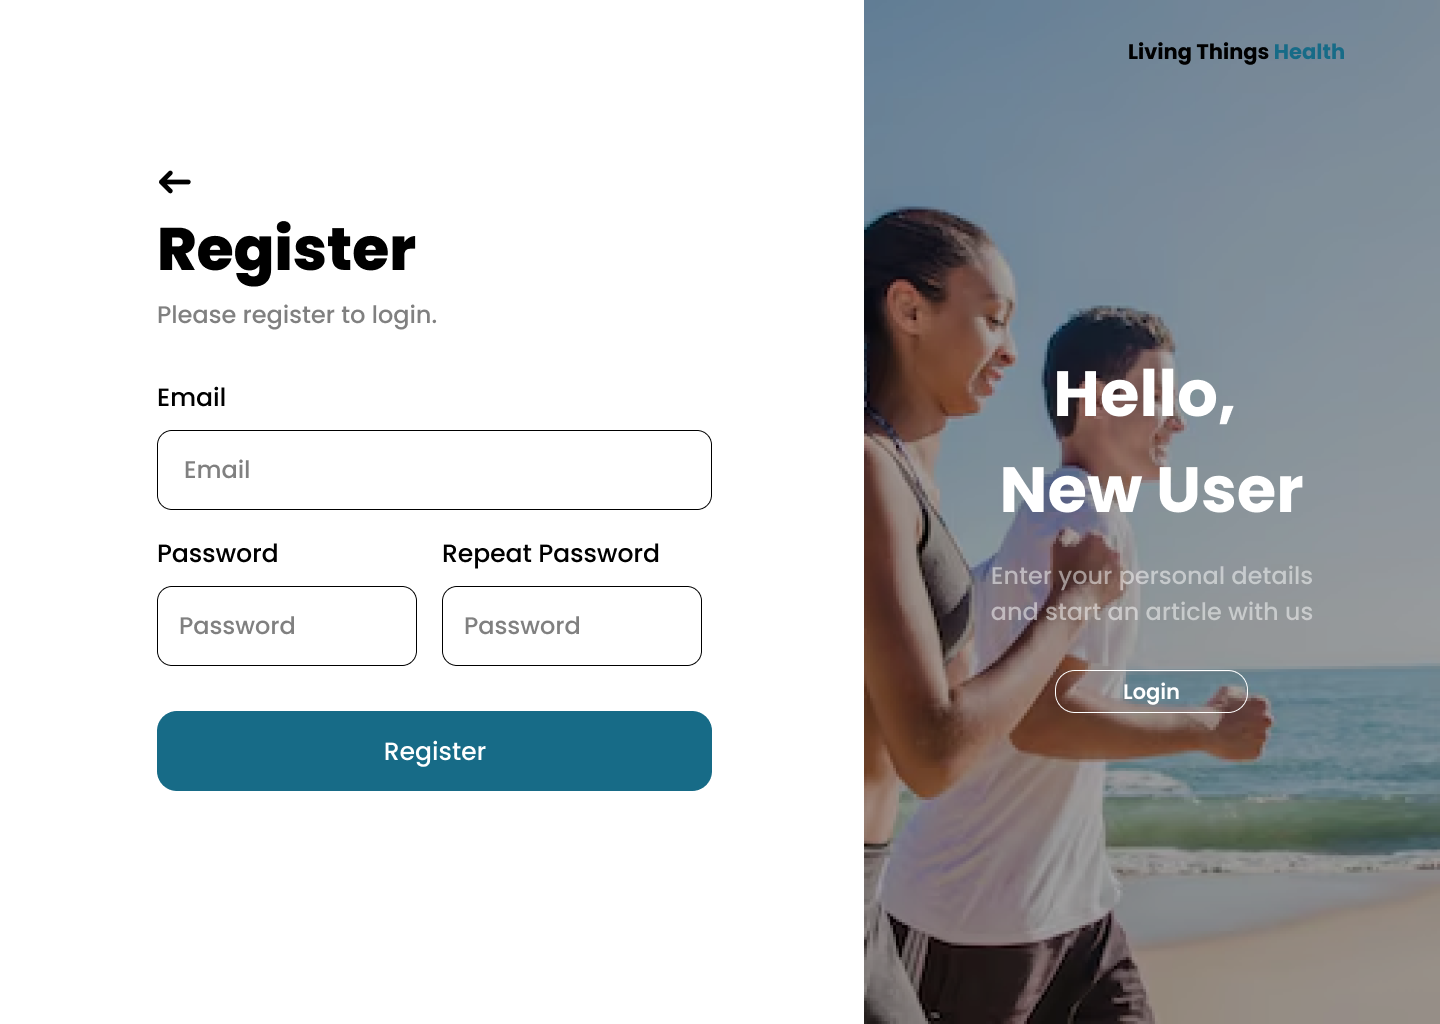 Register
Please register to login.
Email
Email
Password
Repeat Password
Password
Password
Register
Living Things Health
Hello,
New User
Enter your personal details
and start an article with us
Login